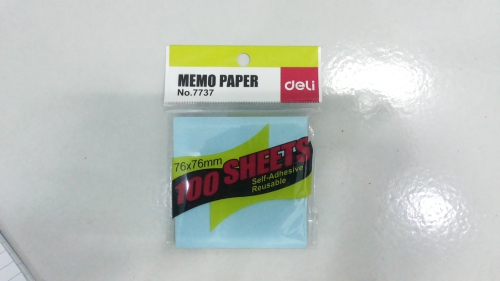 MEMO PAPER
No.7737
deli
76x76mm
100 SHEETS
Self-Adhesive
Reusable